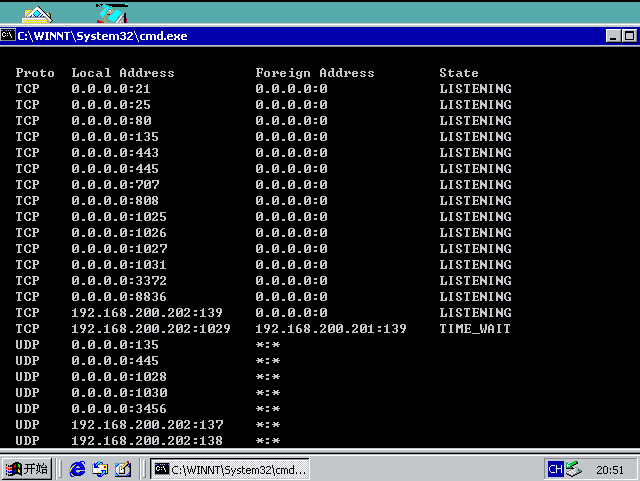 C:\WINNT\System32\cmd.exe
Proto Local Address Foreign Address State
TCP 0.0.0.0:21 0.0.0.0:0 LISTENING
TCP 0.0.0.0:25 0.0.0.0:0 LISTENING
TCP 0.0.0.0:80 0.0.0.0:0 LISTENING
TCP 0.0.0.0:135 0.0.0.0:0 LISTENING
TCP 0.0.0.0:443 0.0.0.0:0 LISTENING
TCP 0.0.0.0:445 0.0.0.0:0 LISTENING
TCP 0.0.0.0:707 0.0.0.0:0 LISTENING
TCP 0.0.0.0:808 0.0.0.0:0 LISTENING
TCP 0.0.0.0:1025 0.0.0.0:0 LISTENING
TCP 0.0.0.0:1026 0.0.0.0:0 LISTENING
TCP 0.0.0.0:1027 0.0.0.0:0 LISTENING
TCP 0.0.0.0:1031 0.0.0.0:0 LISTENING
TCP 0.0.0.0:3372 0.0.0.0:0 LISTENING
TCP 0.0.0.0:8836 0.0.0.0:0 LISTENING
TCP 192.168.200.202:139 0.0.0.0:0 LISTENING
TCP 192.168.200.202:1029 192.168.200.201:139 TIME_WAIT
UDP 0.0.0.0:135 *:*
UDP 0.0.0.0:445 *:*
UDP 0.0.0.0:1028 *:*
UDP 0.0.0.0:1030 *:*
UDP 0.0.0.0:3456 *:*
UDP 192.168.200.202:137 *:*
UDP 192.168.200.202:138 *:*
开始 C:\WINNT\System32\cmd... CH 20:51